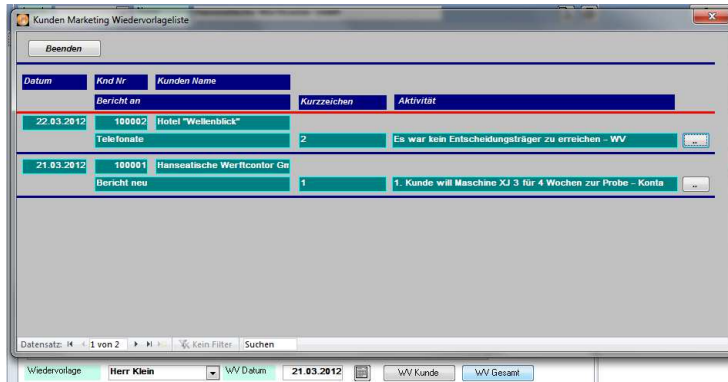 Kunden Marketing Wiedervorlageliste
Beenden
Datum Knd Nr Kunden Name
Bericht an Kurzzeichen Aktivität
22.03.2012 100002 Hotel "Wellenblick"
Telefonate 2 Es war kein Entscheidungsträger zu erreichen - WV ..
21.03.2012 100001 Hanseatische Werftcontor Gm
Bericht neu 1 1. Kunde will Maschine XJ 3 für 4 Wochen zur Probe - Konta ..
Datensatz: 1 von 2 Kein Filter Suchen
Wiedervorlage Herr Klein WV Datum 21.03.2012 WV Kunde WV Gesamt